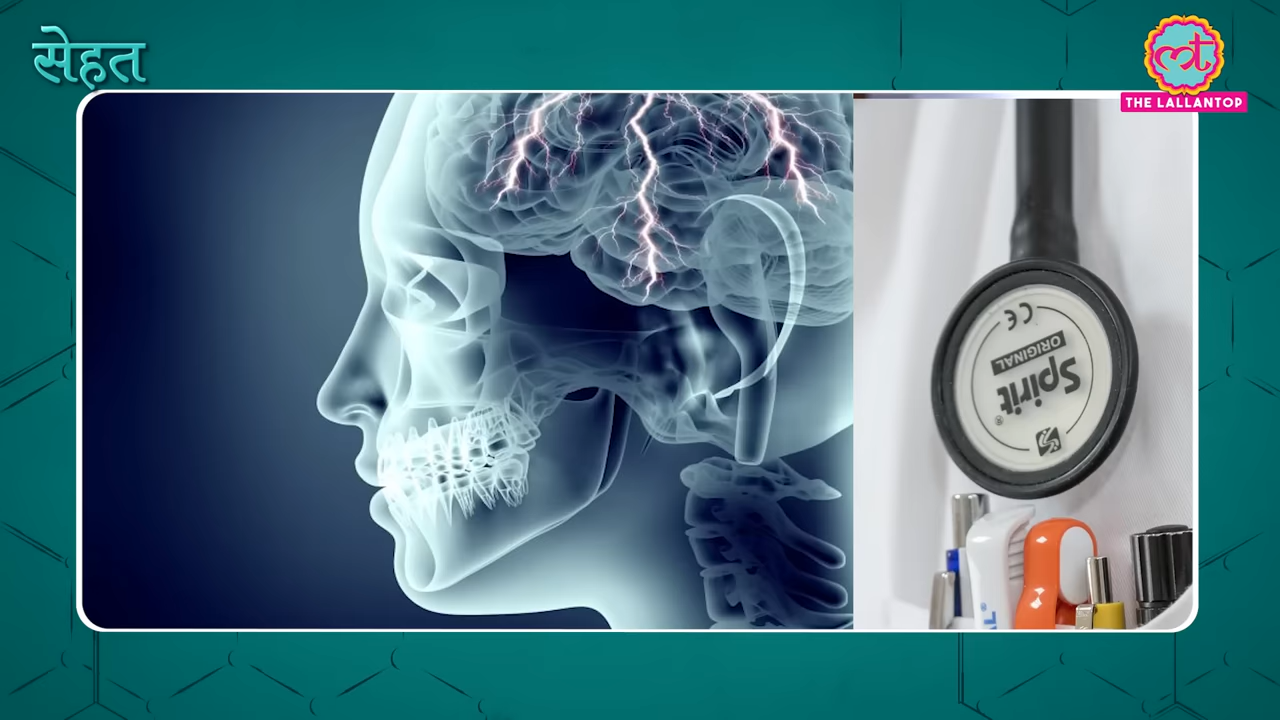 सेहत
THE LALLANTOP
CE
ORIGINAL
Spirit
®